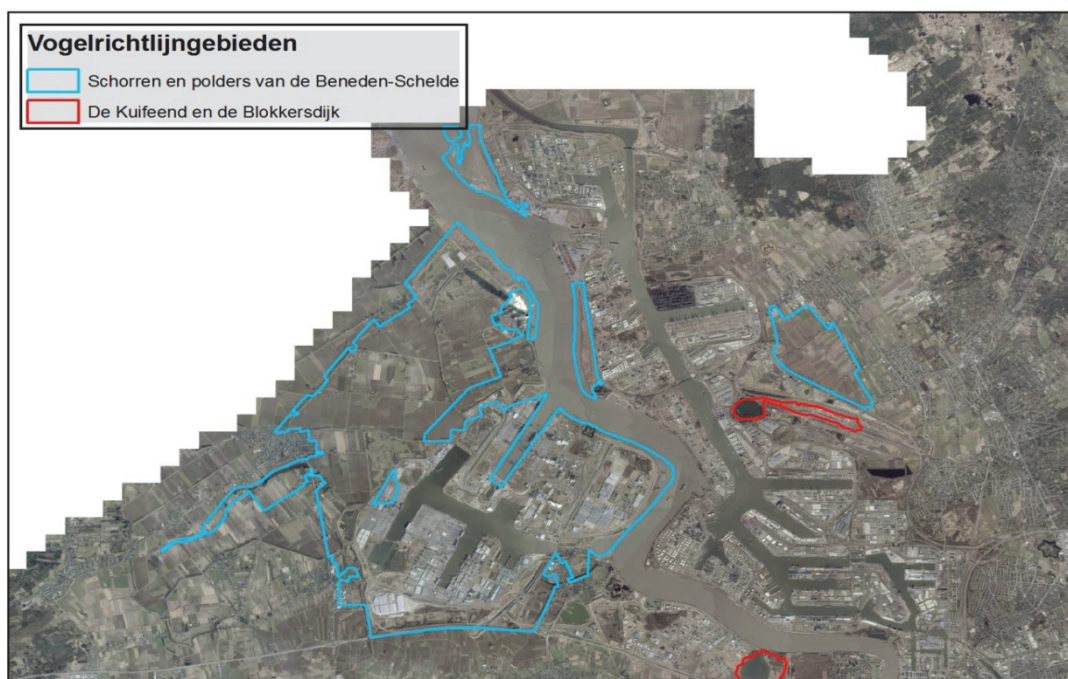 Vogelrichtlijngebieden
Schorren en polders van de Beneden-Schelde
De Kuifeend en de Blokkersdijk